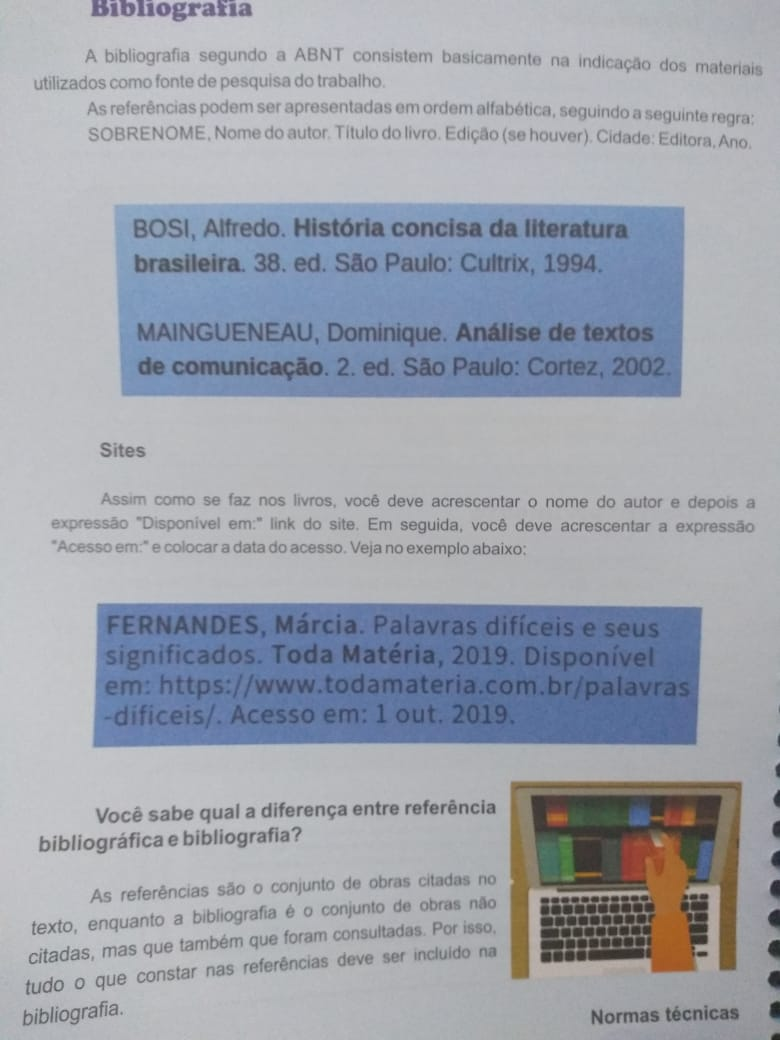 Bibliografia
A bibliografia segundo a ABNT consistem basicamente na indicação dos materiais
utilizados como fonte de pesquisa do trabalho.
As referências podem ser apresentadas em ordem alfabética, seguindo a seguinte regra:
SOBRENOME, Nome do autor. Título do livro. Edição (se houver). Cidade: Editora, Ano.
BOSI, Alfredo. História concisa da literatura
brasileira. 38. ed. São Paulo: Cultrix, 1994.
MAINGUENEAU, Dominique. Análise de textos
de comunicação. 2. ed. São Paulo: Cortez, 2002.
Sites
Assim como se faz nos livros, você deve acrescentar o nome do autor e depois a
expressão "Disponível em:" link do site. Em seguida, você deve acrescentar a expressão
"Acesso em:" e colocar a data do acesso. Veja no exemplo abaixo:
FERNANDES, Márcia. Palavras difíceis e seus
significados. Toda Matéria, 2019. Disponível
em: https://www.todamateria.com.br/palavras
-dificeis/. Acesso em: 1 out. 2019.
Você sabe qual a diferença entre referência
bibliográfica e bibliografia?
As referências são o conjunto de obras citadas no
texto, enquanto a bibliografia é o conjunto de obras não
citadas, mas que também que foram consultadas. Por isso,
tudo o que constar nas referências deve ser incluido na
bibliografia.
Normas técnicas